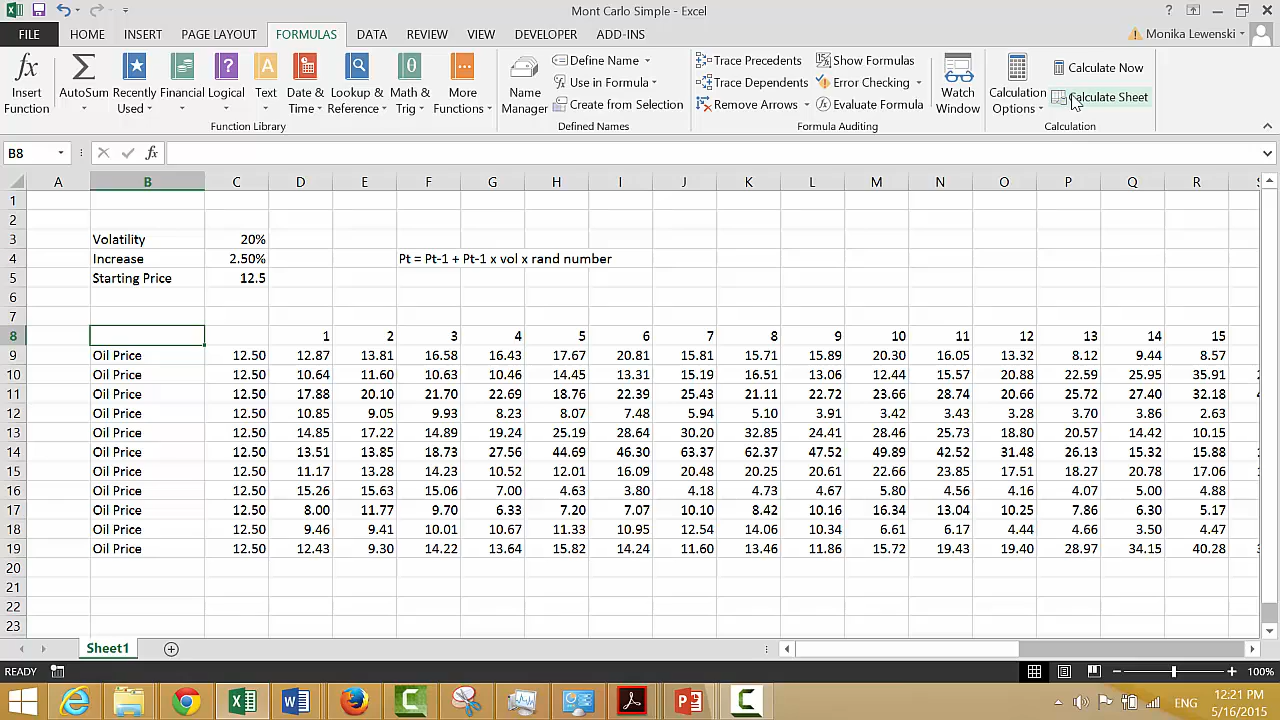 Mont Carlo Simple - Excel
FILE HOME INSERT PAGE LAYOUT FORMULAS DATA REVIEW VIEW DEVELOPER ADD-INS Monika Lewenski
Insert Function
AutoSum
Recently Used
Financial
Logical
Text
Date & Time
Lookup & Reference
Math & Trig
More Functions
Function Library
Name Manager
Define Name
Use in Formula
Create from Selection
Defined Names
Trace Precedents
Trace Dependents
Remove Arrows
Show Formulas
Error Checking
Evaluate Formula
Formula Auditing
Watch Window
Calculation Options
Calculate Now
Calculate Sheet
Calculation
B8 fx
A B C D E F G H I J K L M N O P Q R S
1
2
3 Volatility 20%
4 Increase 2.50% Pt = Pt-1 + Pt-1 x vol x rand number
5 Starting Price 12.5
6
7
8 1 2 3 4 5 6 7 8 9 10 11 12 13 14 15
9 Oil Price 12.50 12.87 13.81 16.58 16.43 17.67 20.81 15.81 15.71 15.89 20.30 16.05 13.32 8.12 9.44 8.57
10 Oil Price 12.50 10.64 11.60 10.63 10.46 14.45 13.31 15.19 16.51 13.06 12.44 15.57 20.88 22.59 25.95 35.91
11 Oil Price 12.50 17.88 20.10 21.70 22.69 18.76 22.39 25.43 21.11 22.72 23.66 28.74 20.66 25.72 27.40 32.18
12 Oil Price 12.50 10.85 9.05 9.93 8.23 8.07 7.48 5.94 5.10 3.91 3.42 3.43 3.28 3.70 3.86 2.63
13 Oil Price 12.50 14.85 17.22 14.89 19.24 25.19 28.64 30.20 32.85 24.41 28.46 25.73 18.80 20.57 14.42 10.15
14 Oil Price 12.50 13.51 13.85 18.73 27.56 44.69 46.30 63.37 62.37 47.52 49.89 42.52 31.48 26.13 15.32 15.88
15 Oil Price 12.50 11.17 13.28 14.23 10.52 12.01 16.09 20.48 20.25 20.61 22.66 23.85 17.51 18.27 20.78 17.06
16 Oil Price 12.50 15.26 15.63 15.06 7.00 4.63 3.80 4.18 4.73 4.67 5.80 4.56 4.16 4.07 5.00 4.88
17 Oil Price 12.50 8.00 11.77 9.70 6.33 7.20 7.07 10.10 8.42 10.16 16.34 13.04 10.25 7.86 6.30 5.17
18 Oil Price 12.50 9.46 9.41 10.01 10.67 11.33 10.95 12.54 14.06 10.34 6.61 6.17 4.44 4.66 3.50 4.47
19 Oil Price 12.50 12.43 9.30 14.22 13.64 15.82 14.24 11.60 13.46 11.86 15.72 19.43 19.40 28.97 34.15 40.28
20
21
22
23
Sheet1
READY 100%
ENG
12:21 PM
5/16/2015